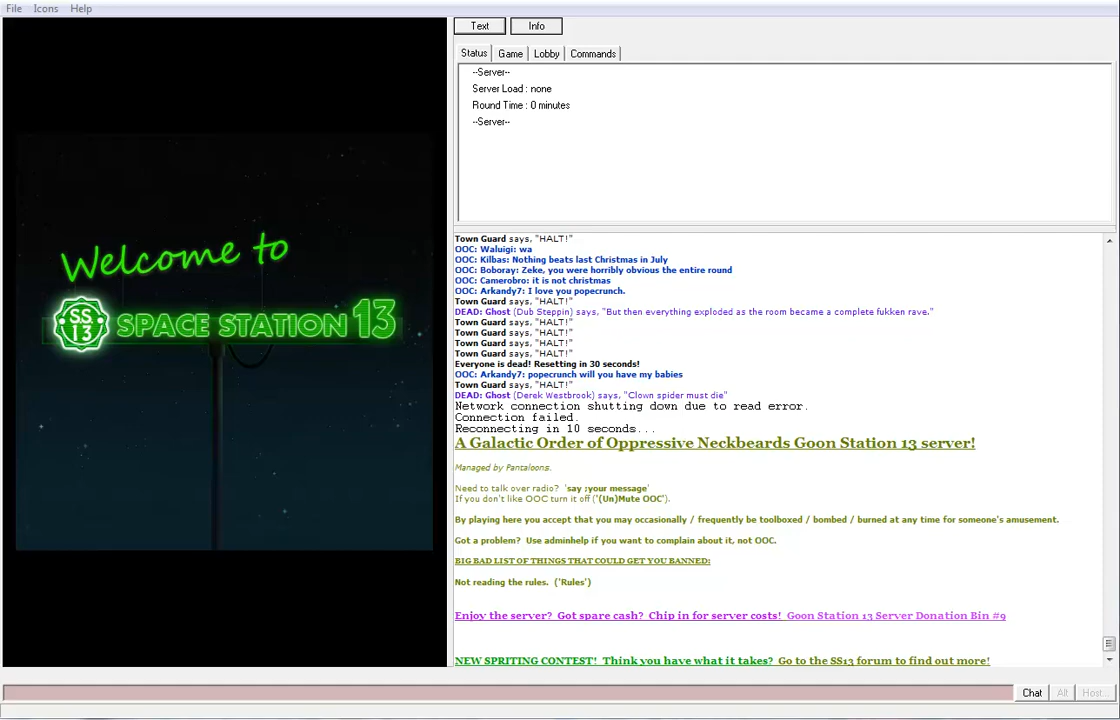 File Icons Help
Text Info
Status Game Lobby Commands
--Server--
Server Load : none
Round Time : 0 minutes
--Server--
Welcome to
S.S.
13
SPACE STATION 13
Town Guard says, "HALT!"
OOC: Waluigi: wa
OOC: Kilbas: Nothing beats last Christmas in July
OOC: Boboray: Zeke, you were horribly obvious the entire round
OOC: Camerobro: it is not christmas
OOC: Arkandy7: I love you popecrunch.
Town Guard says, "HALT!"
DEAD: Ghost (Dub Steppin) says, "But then everything exploded as the room became a complete fukken rave."
Town Guard says, "HALT!"
Town Guard says, "HALT!"
Town Guard says, "HALT!"
Town Guard says, "HALT!"
Everyone is dead! Resetting in 30 seconds!
OOC: Arkandy7: popecrunch will you have my babies
Town Guard says, "HALT!"
DEAD: Ghost (Derek Westbrook) says, "Clown spider must die"
Network connection shutting down due to read error.
Connection failed.
Reconnecting in 10 seconds...
A Galactic Order of Oppressive Neckbeards Goon Station 13 server!
Managed by Pantaloons.
Need to talk over radio? 'say ;your message'
If you don't like OOC turn it off ('(Un)Mute OOC').
By playing here you accept that you may occasionally / frequently be toolboxed / bombed / burned at any time for someone's amusement.
Got a problem? Use adminhelp if you want to complain about it, not OOC.
BIG BAD LIST OF THINGS THAT COULD GET YOU BANNED:
Not reading the rules. ('Rules')
Enjoy the server? Got spare cash? Chip in for server costs! Goon Station 13 Server Donation Bin #9
NEW SPRITING CONTEST! Think you have what it takes? Go to the SS13 forum to find out more!
Chat Alt Host...